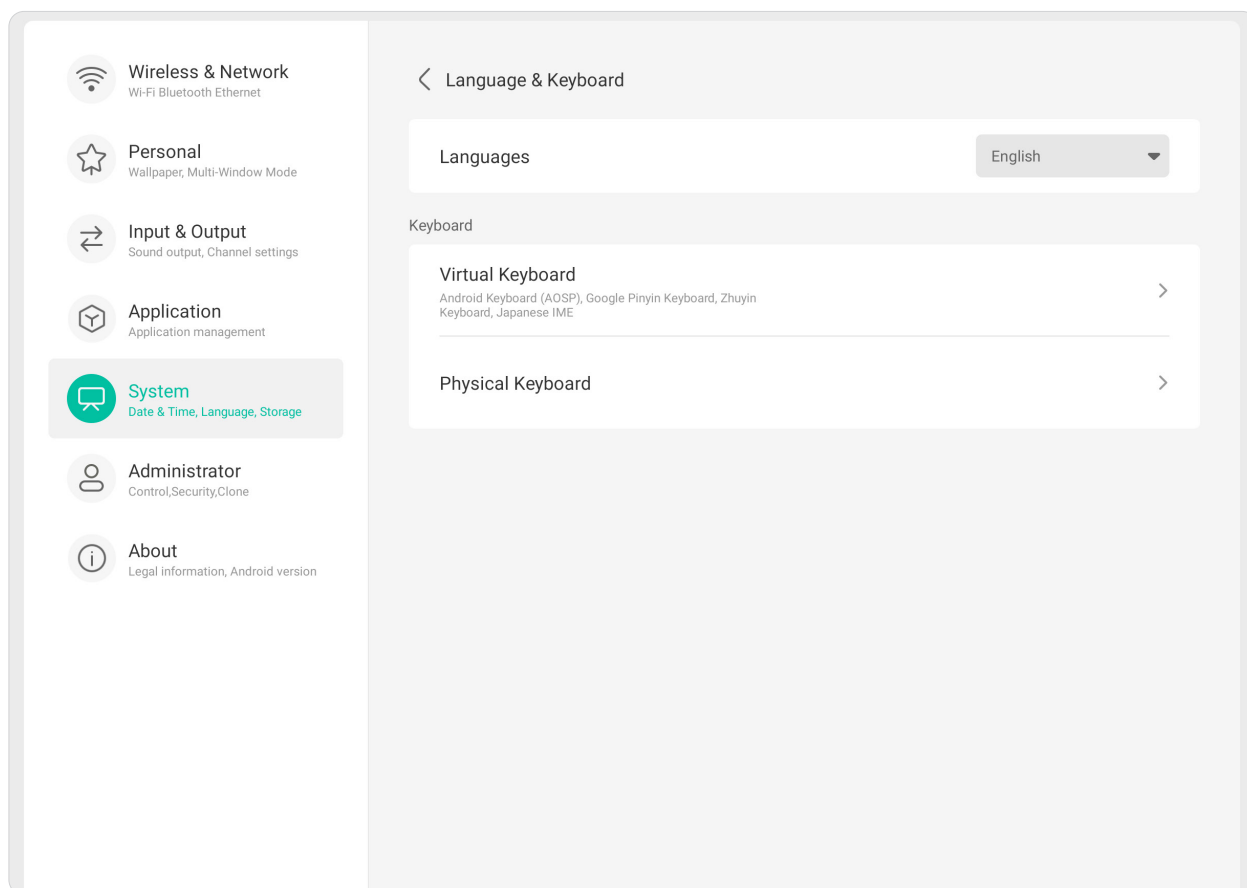 Wireless & Network
Wi-Fi Bluetooth Ethernet
Personal
Wallpaper, Multi-Window Mode
Input & Output
Sound output, Channel settings
Application
Application management
System
Date & Time, Language, Storage
Administrator
Control,Security,Clone
About
Legal information, Android version
Language & Keyboard
Languages
English
Keyboard
Virtual Keyboard
Android Keyboard (AOSP), Google Pinyin Keyboard, Zhuyin
Keyboard, Japanese IME
Physical Keyboard